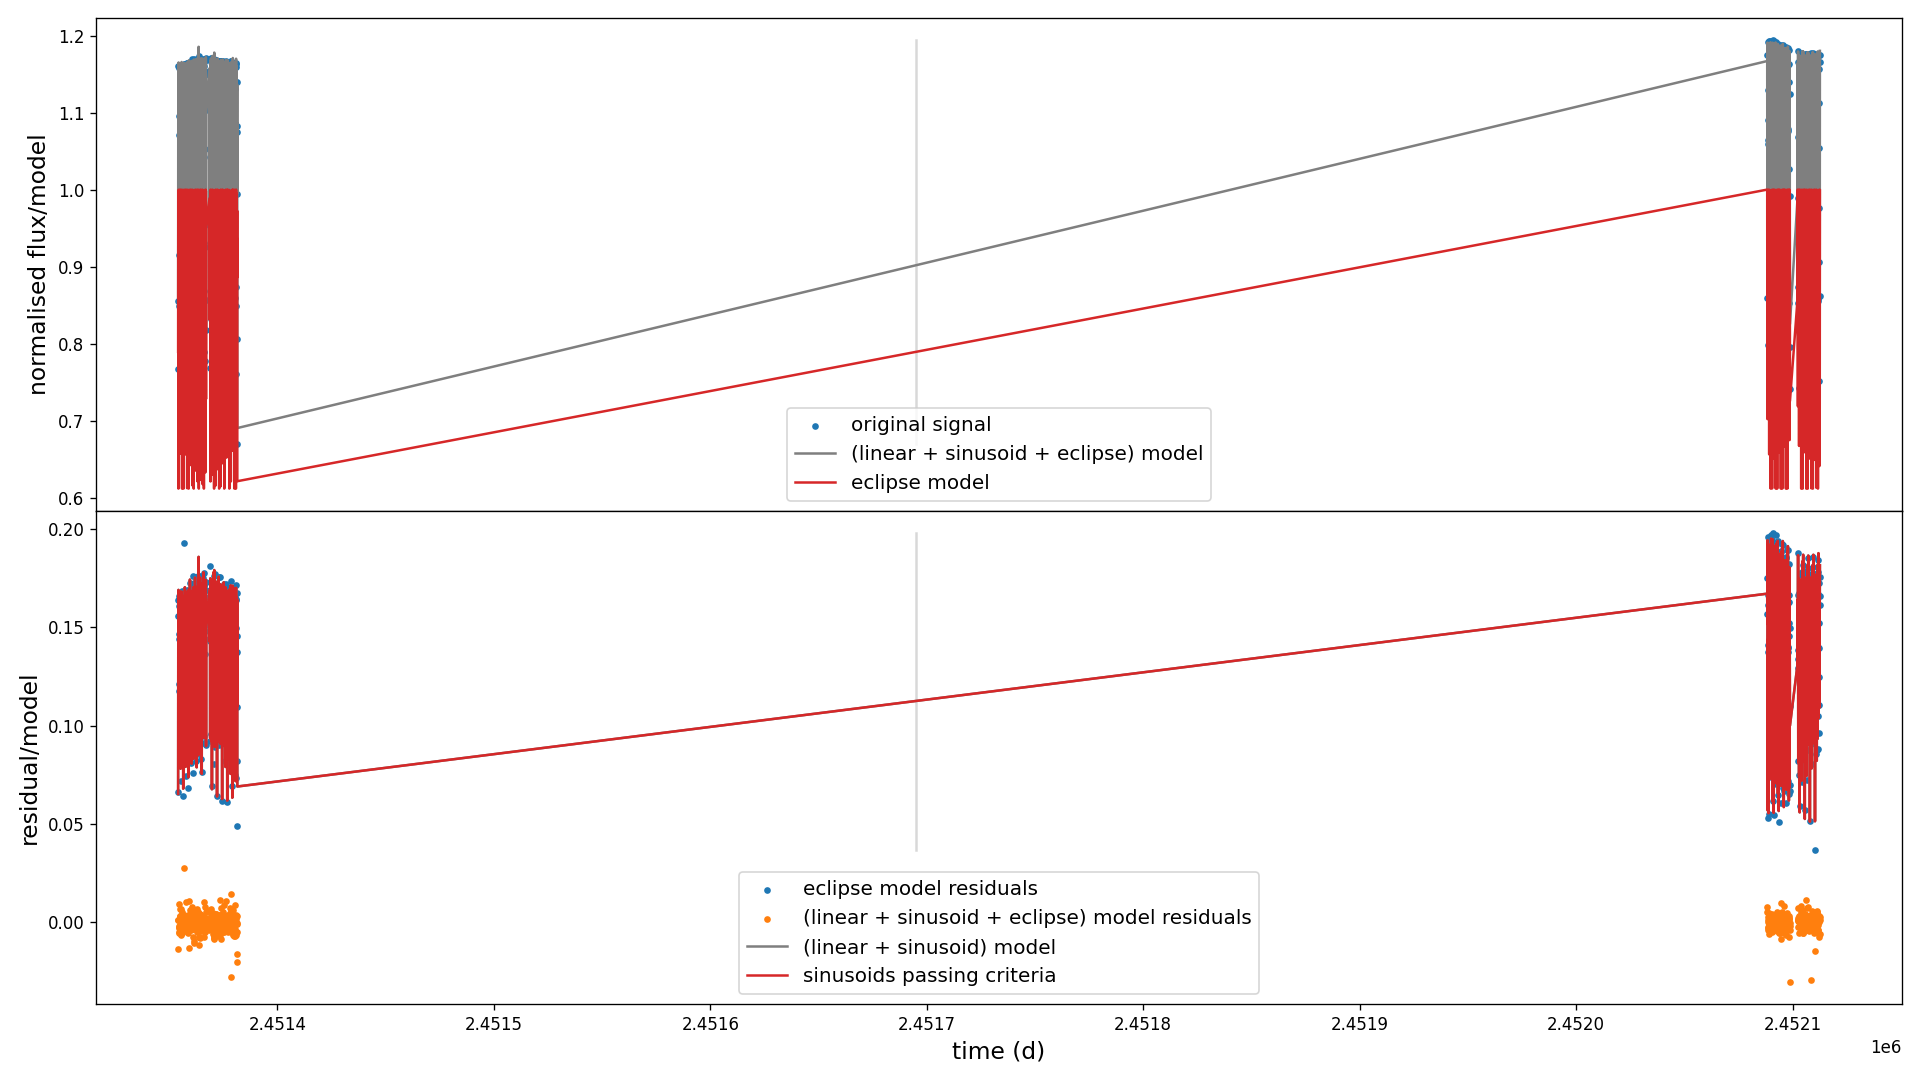 1.2
1.1
1.0
0.9
0.8
0.7
0.6
normalised flux/model
original signal
(linear + sinusoid + eclipse) model
eclipse model
0.20
0.15
0.10
0.05
0.00
residual/model
eclipse model residuals
(linear + sinusoid + eclipse) model residuals
(linear + sinusoid) model
sinusoids passing criteria
2.4514 2.4515 2.4516 2.4517 2.4518 2.4519 2.4520 2.4521
time (d)
1e6